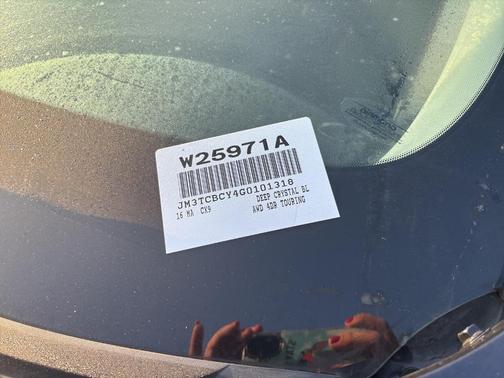 W25971A
JM3TCBCY4G0101318
16 MA CX9 DEEP CRYSTAL BL
AWD 4DR TOURING